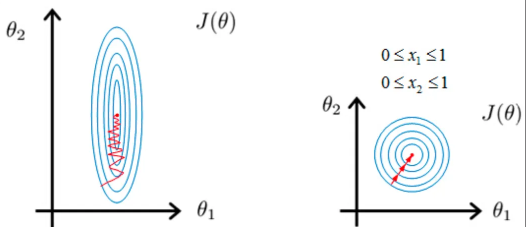 θ₂
J(θ)
θ₁
0 ≤ x₁ ≤ 1
0 ≤ x₂ ≤ 1
θ₂
J(θ)
θ₁